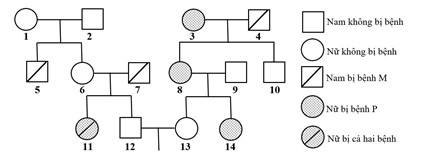 1 2 3 4
Nam không bị bệnh
Nữ không bị bệnh
5 6 7 8 9 10
Nam bị bệnh M
Nữ bị bệnh P
11 12 13 14
Nữ bị cả hai bệnh